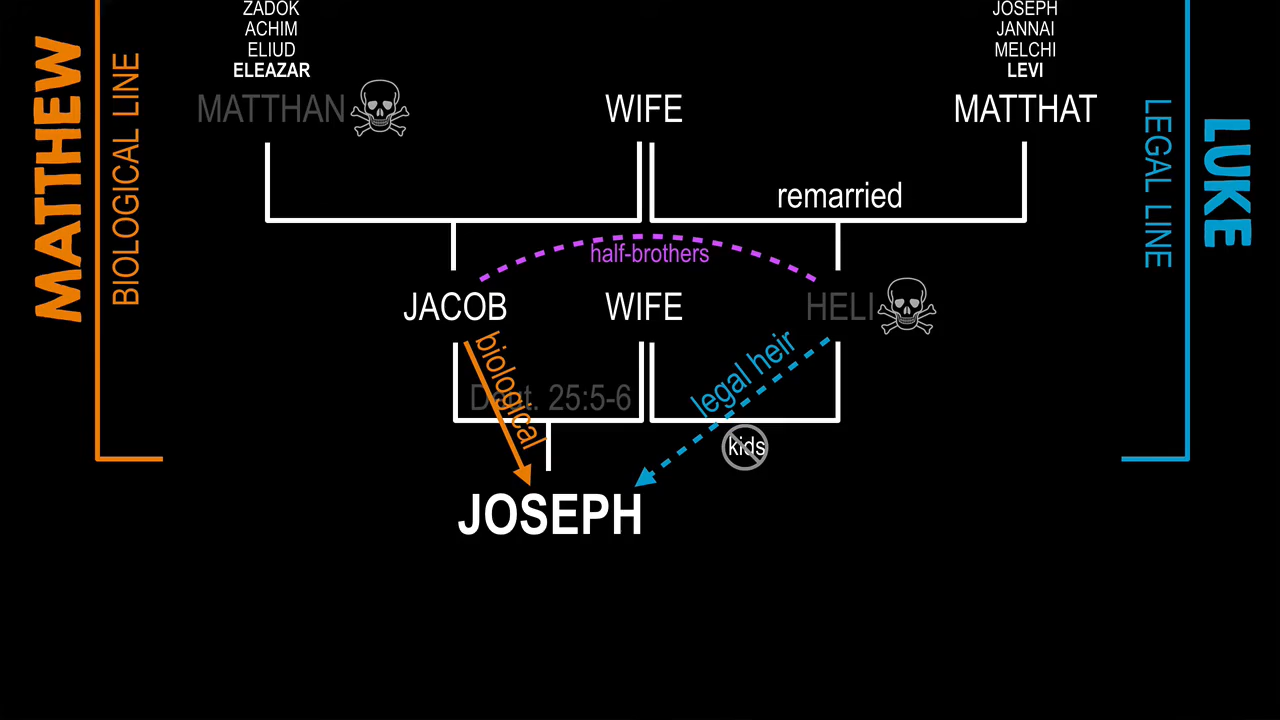 MATTHEW
BIOLOGICAL LINE
ZADOK
ACHIM
ELIUD
ELEAZAR
MATTHAN
WIFE
JOSEPH
JANNAI
MELCHI
LEVI
MATTHAT
LEGAL LINE
LUKE
remarried
half-brothers
JACOB
WIFE
HELI
biological
Deut. 25:5-6
legal heir
kids
JOSEPH